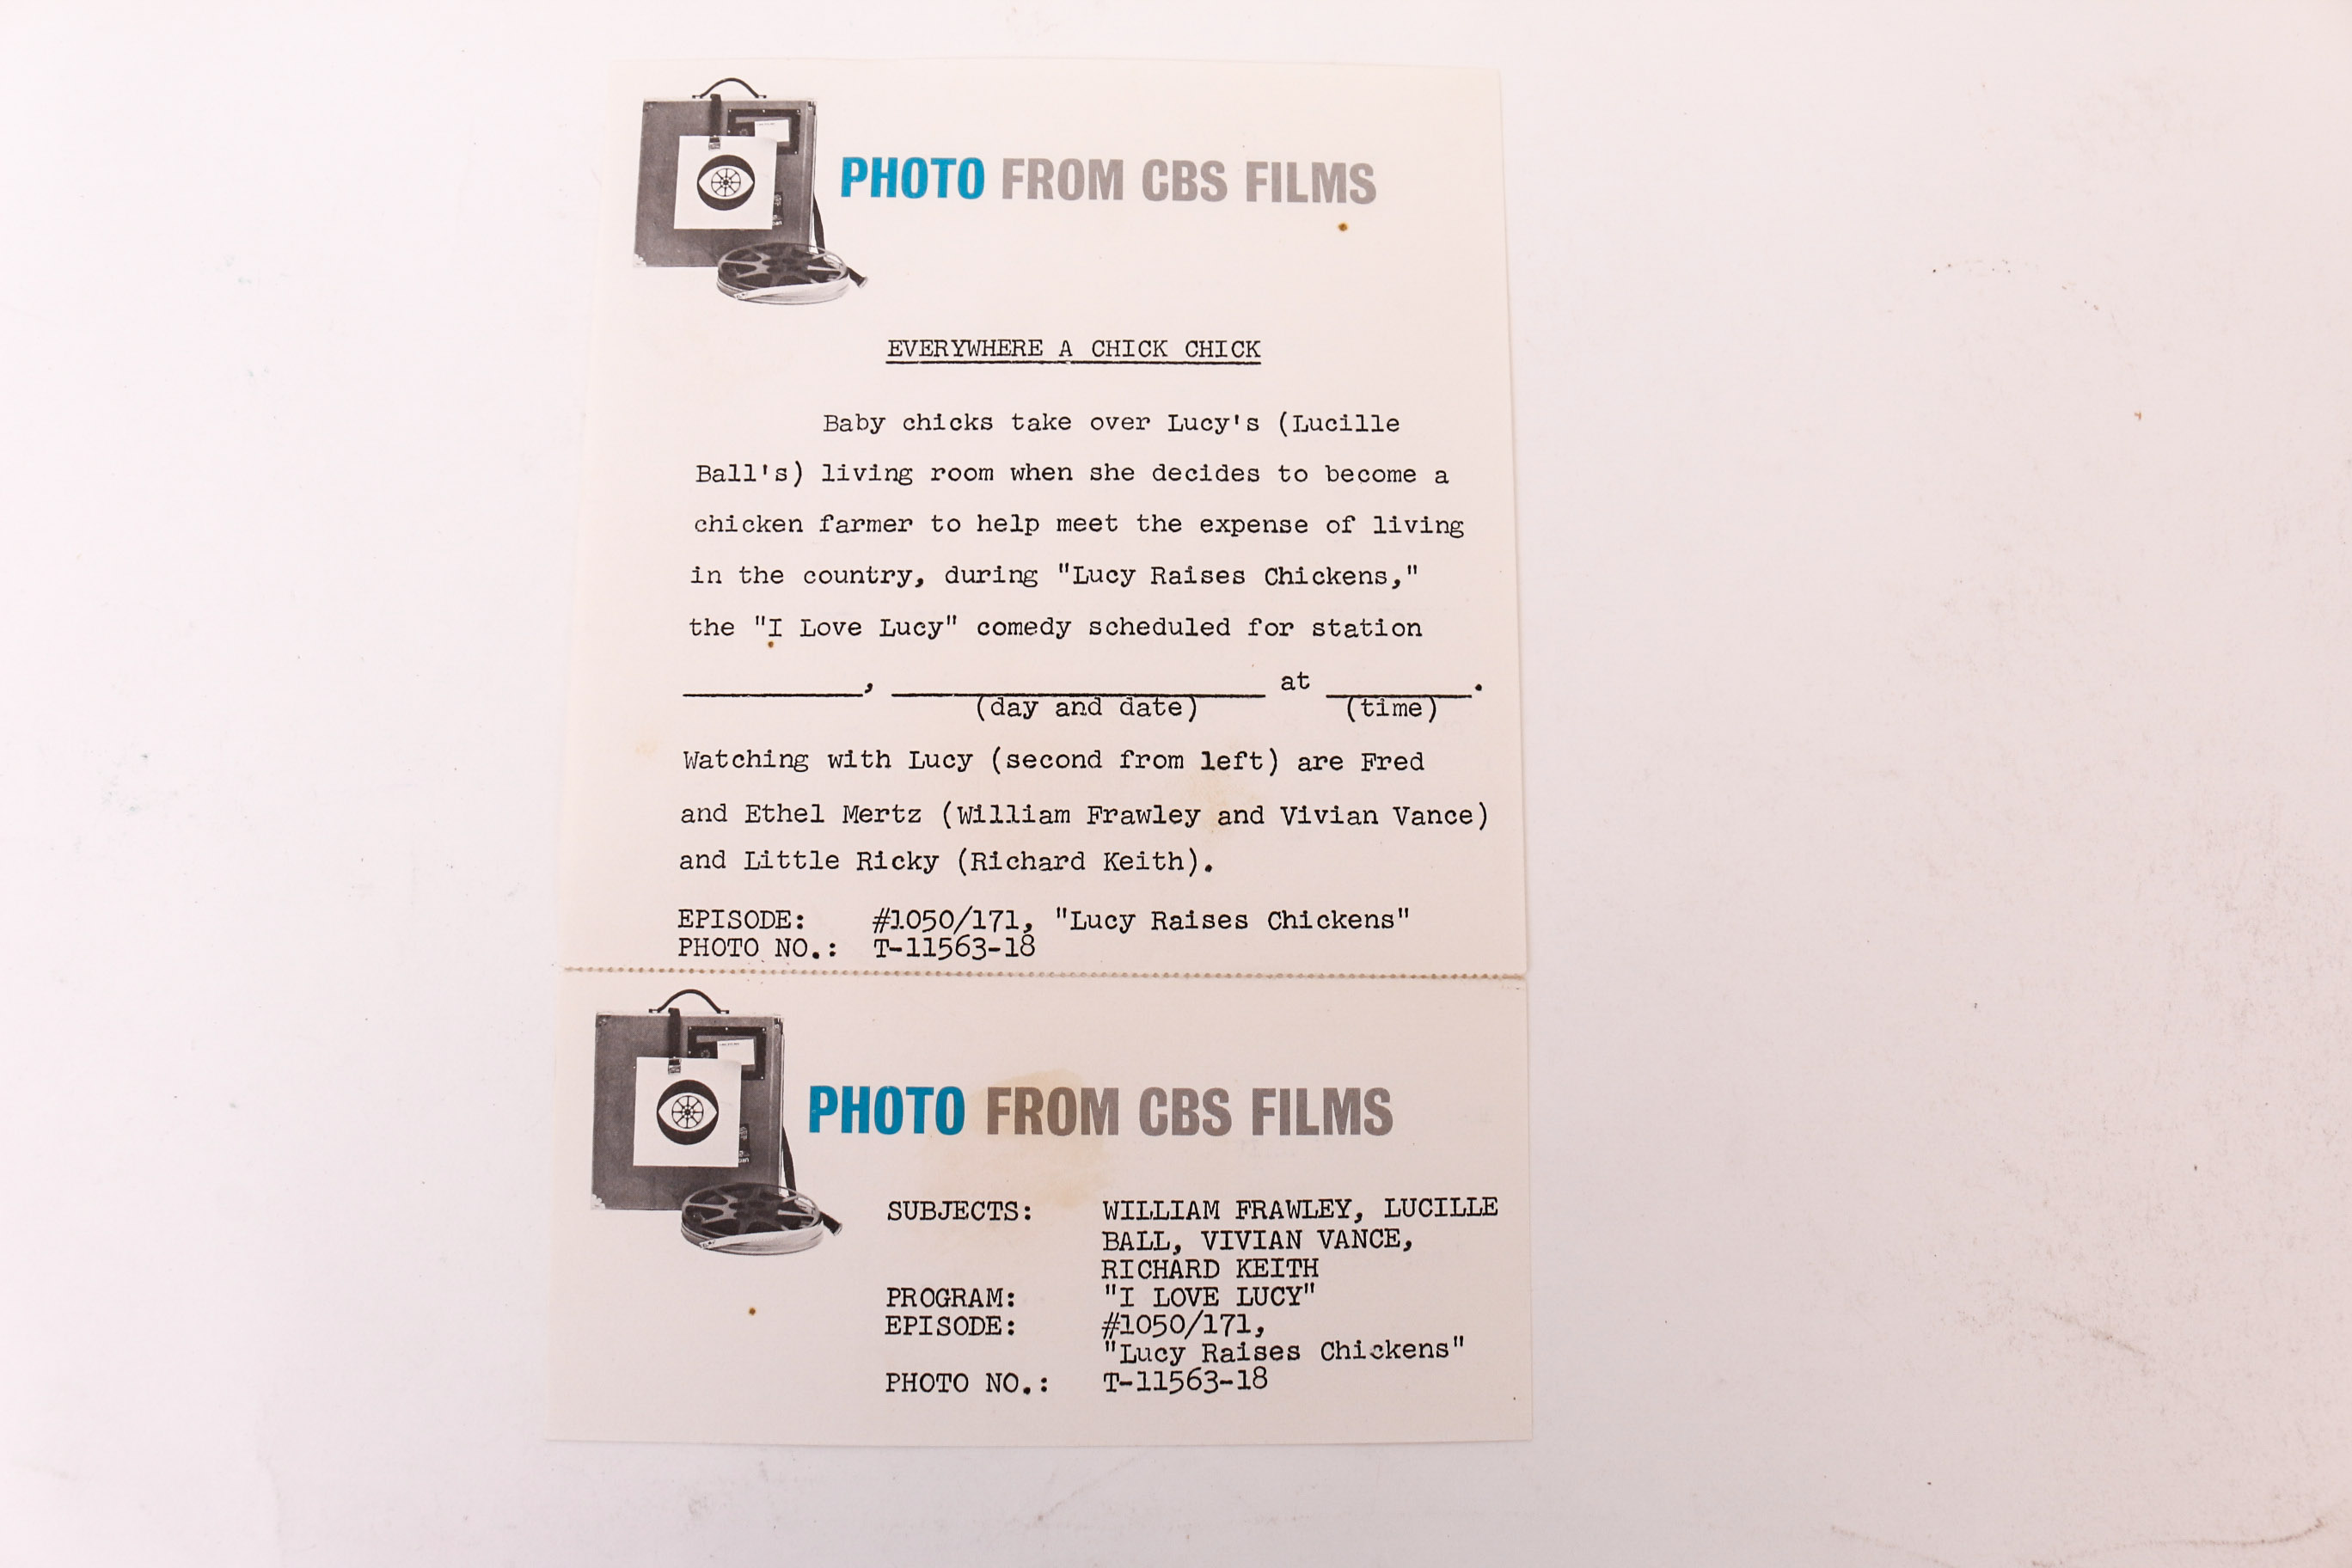 PHOTO FROM CBS FILMS
EVERYWHERE A CHICK CHICK
Baby chicks take over Lucy's (Lucille
Ball's) living room when she decides to become a
chicken farmer to help meet the expense of living
in the country, during "Lucy Raises Chickens,"
the "I Love Lucy" comedy scheduled for station
__________, ____________________ at ________.
(day and date) (time)
Watching with Lucy (second from left) are Fred
and Ethel Mertz (William Frawley and Vivian Vance)
and Little Ricky (Richard Keith).
EPISODE: #1050/171, "Lucy Raises Chickens"
PHOTO NO.: T-11563-18
PHOTO FROM CBS FILMS
SUBJECTS: WILLIAM FRAWLEY, LUCILLE
BALL, VIVIAN VANCE,
RICHARD KEITH
PROGRAM: "I LOVE LUCY"
EPISODE: #1050/171,
"Lucy Raises Chickens"
PHOTO NO.: T-11563-18